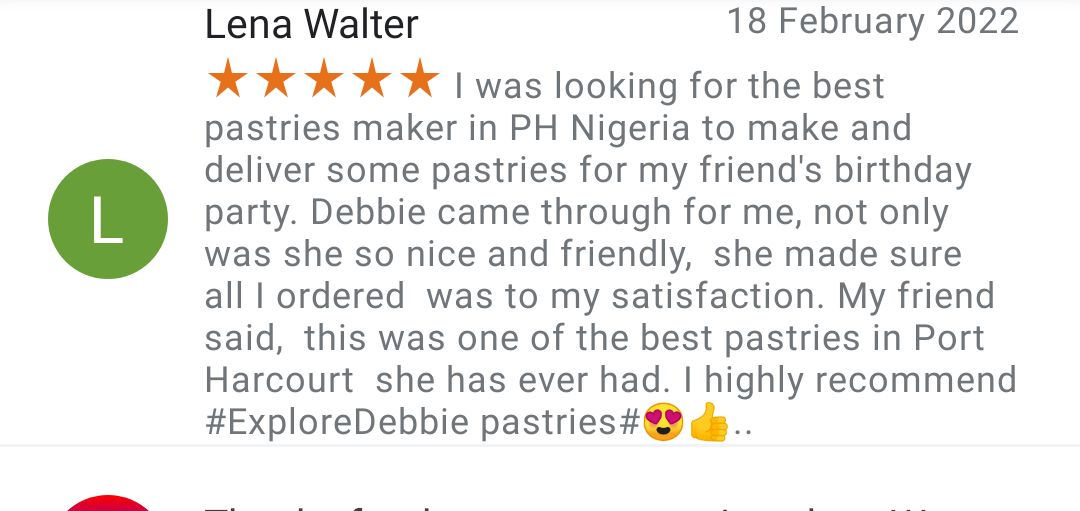 Lena Walter
18 February 2022
★★★★★ I was looking for the best
pastries maker in PH Nigeria to make and
deliver some pastries for my friend's birthday
party. Debbie came through for me, not only
was she so nice and friendly,  she made sure
all I ordered  was to my satisfaction. My friend
said,  this was one of the best pastries in Port
Harcourt  she has ever had. I highly recommend
#ExploreDebbie pastries#😍👍..
L